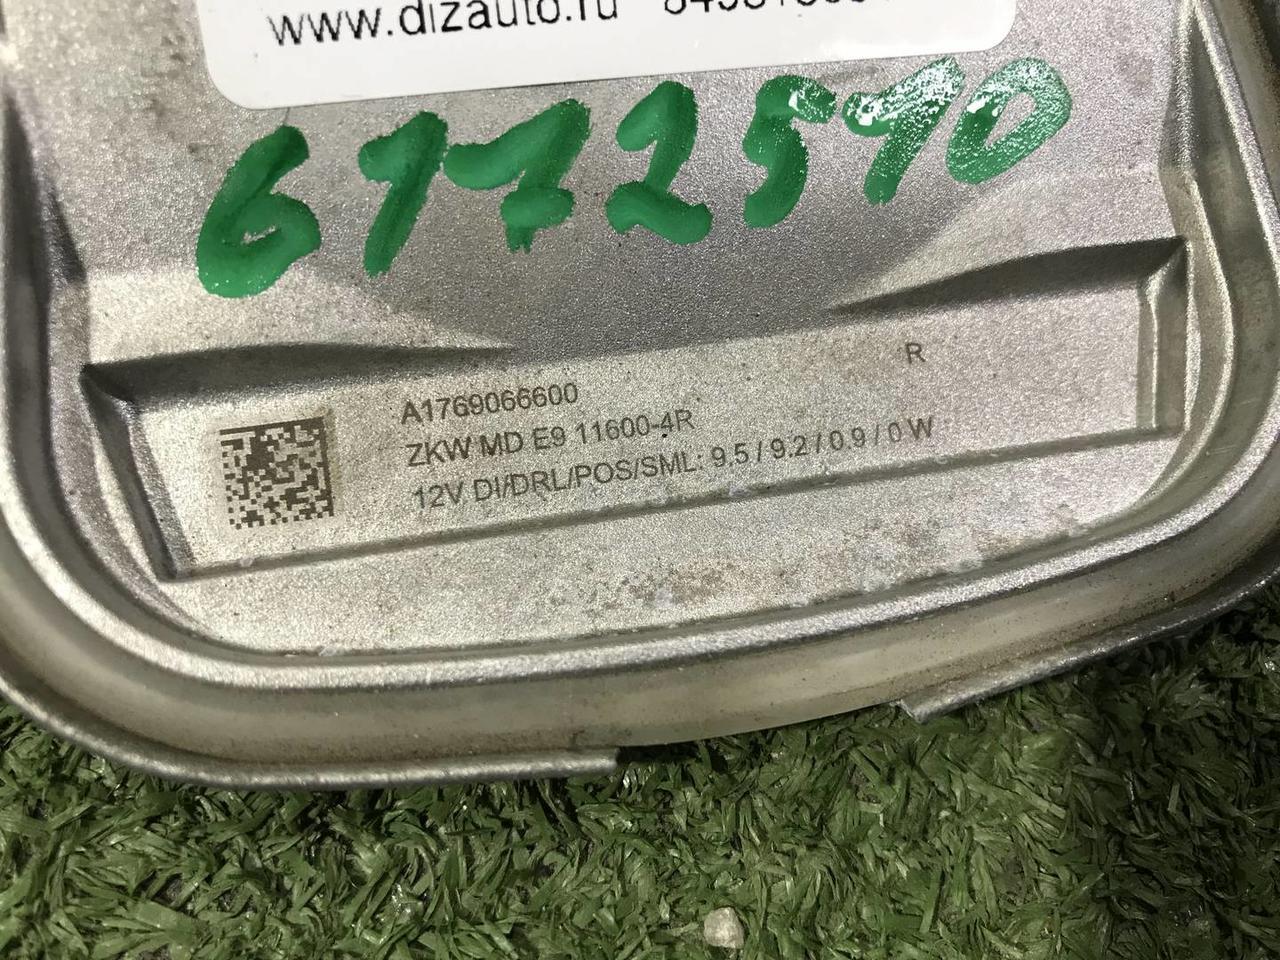 www.dizauto.ru
6172510
R
A1769066600
ZKW MD E9 11600-4R
12V DI/DRL/POS/SML: 9.5 / 9.2 / 0.9 / 0 W